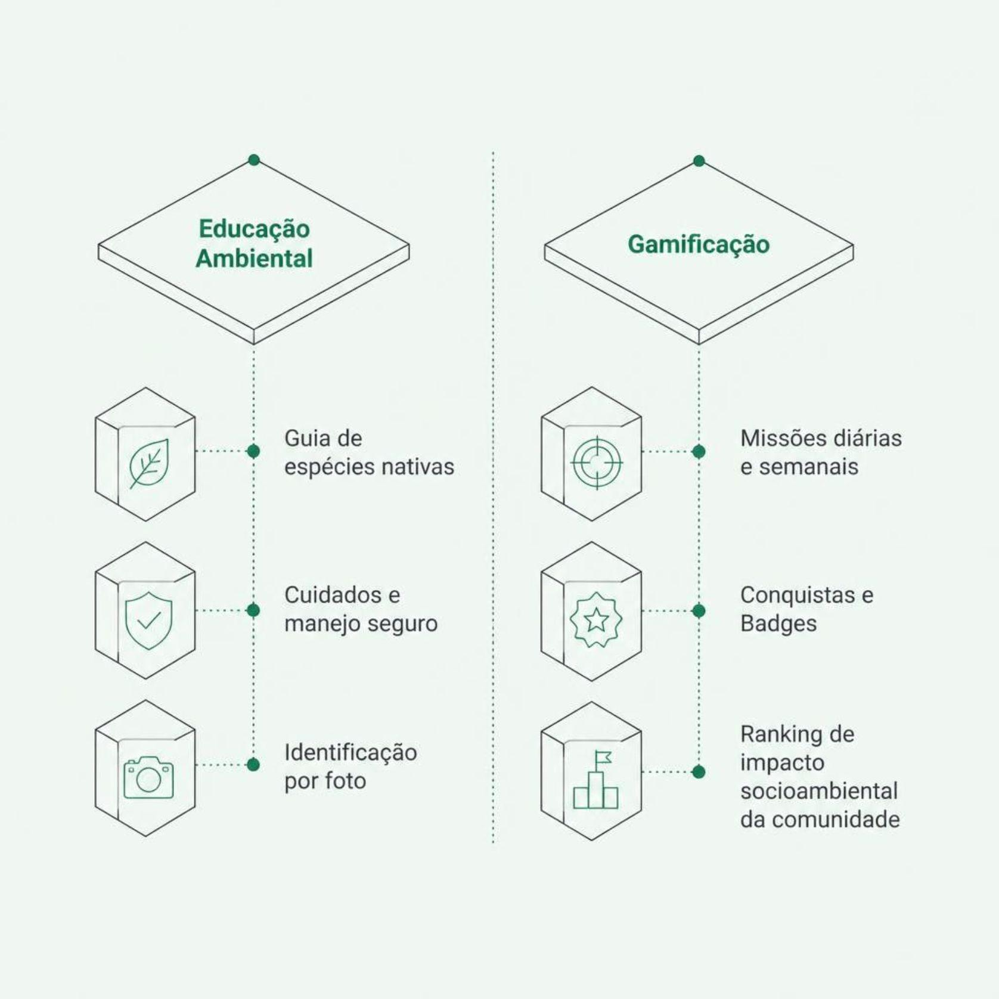 Educação
Ambiental
Guia de
espécies nativas
Cuidados e
manejo seguro
Identificação
por foto
Gamificação
Missões diárias
e semanais
Conquistas e
Badges
Ranking de
impacto
socioambiental
da comunidade